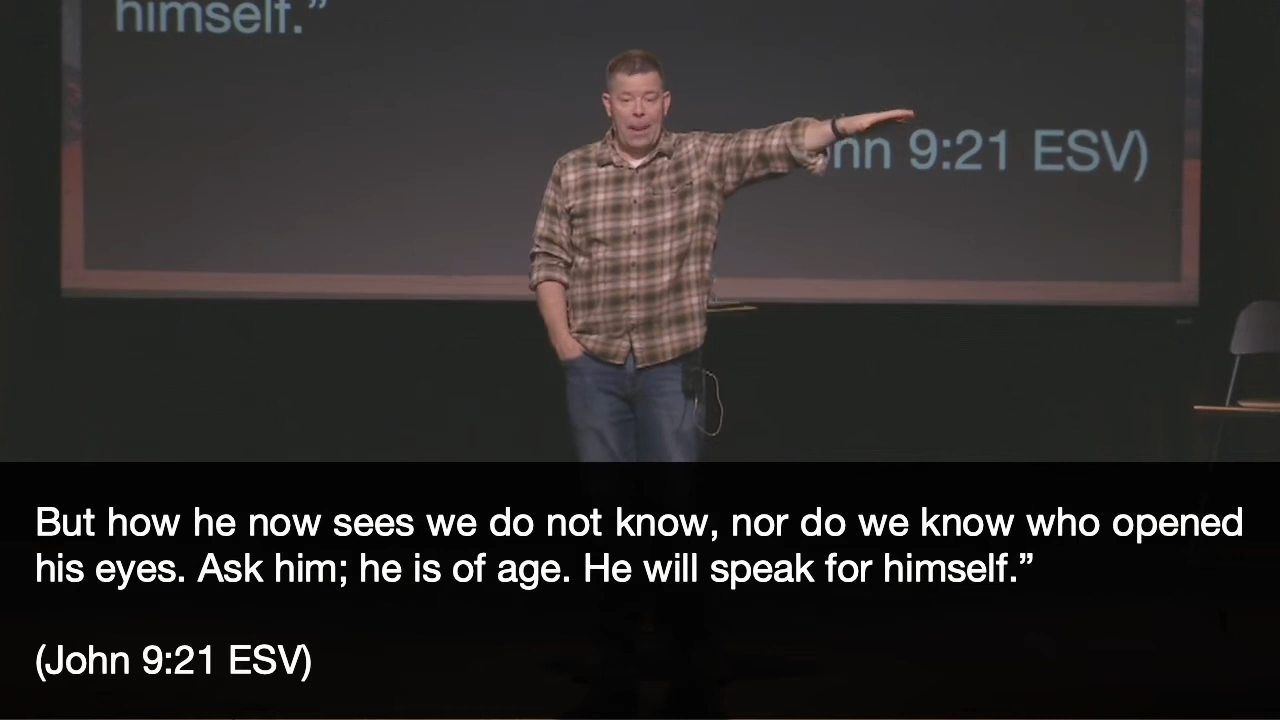 himself.”
nn 9:21 ESV)
But how he now sees we do not know, nor do we know who opened
his eyes. Ask him; he is of age. He will speak for himself.”
(John 9:21 ESV)